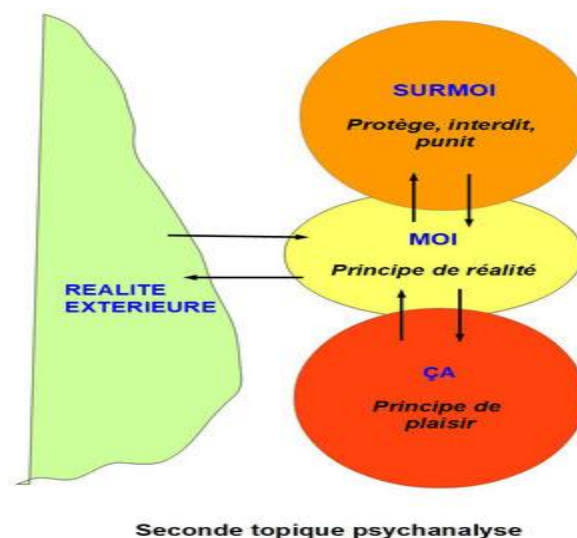 SURMOI
Protège, interdit,
punit
MOI
Principe de réalité
REALITE
EXTERIEURE
ÇA
Principe de
plaisir
Seconde topique psychanalyse